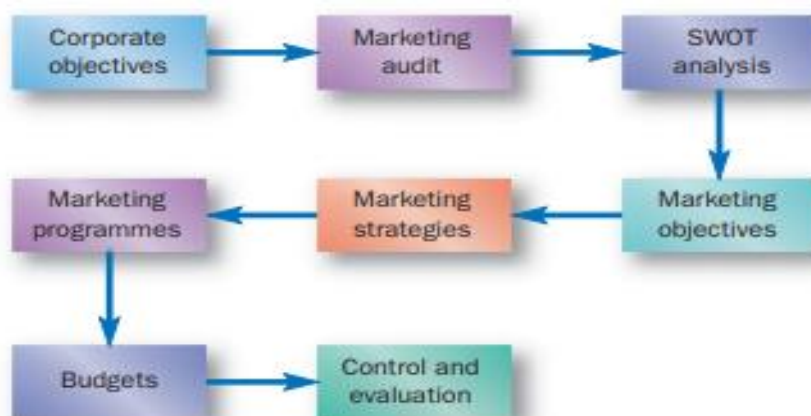 Corporate
objectives
Marketing
audit
SWOT
analysis
Marketing
objectives
Marketing
strategies
Marketing
programmes
Budgets
Control and
evaluation